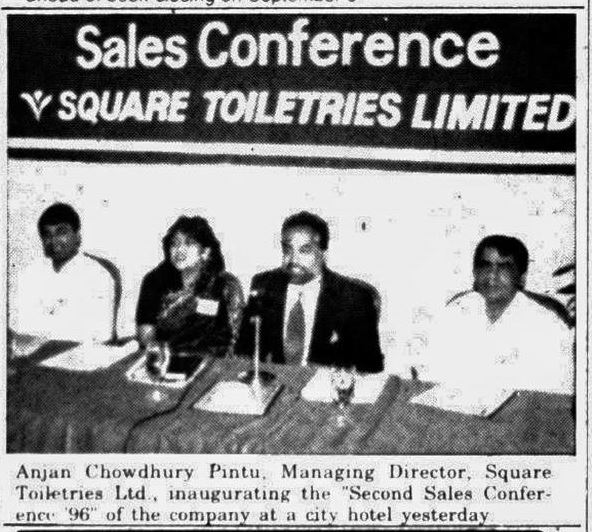 Sales Conference
SQUARE TOILETRIES LIMITED
Anjan Chowdhury Pintu, Managing Director, Square
Toiletries Ltd., inaugurating the "Second Sales Confer-
ence '96" of the company at a city hotel yesterday